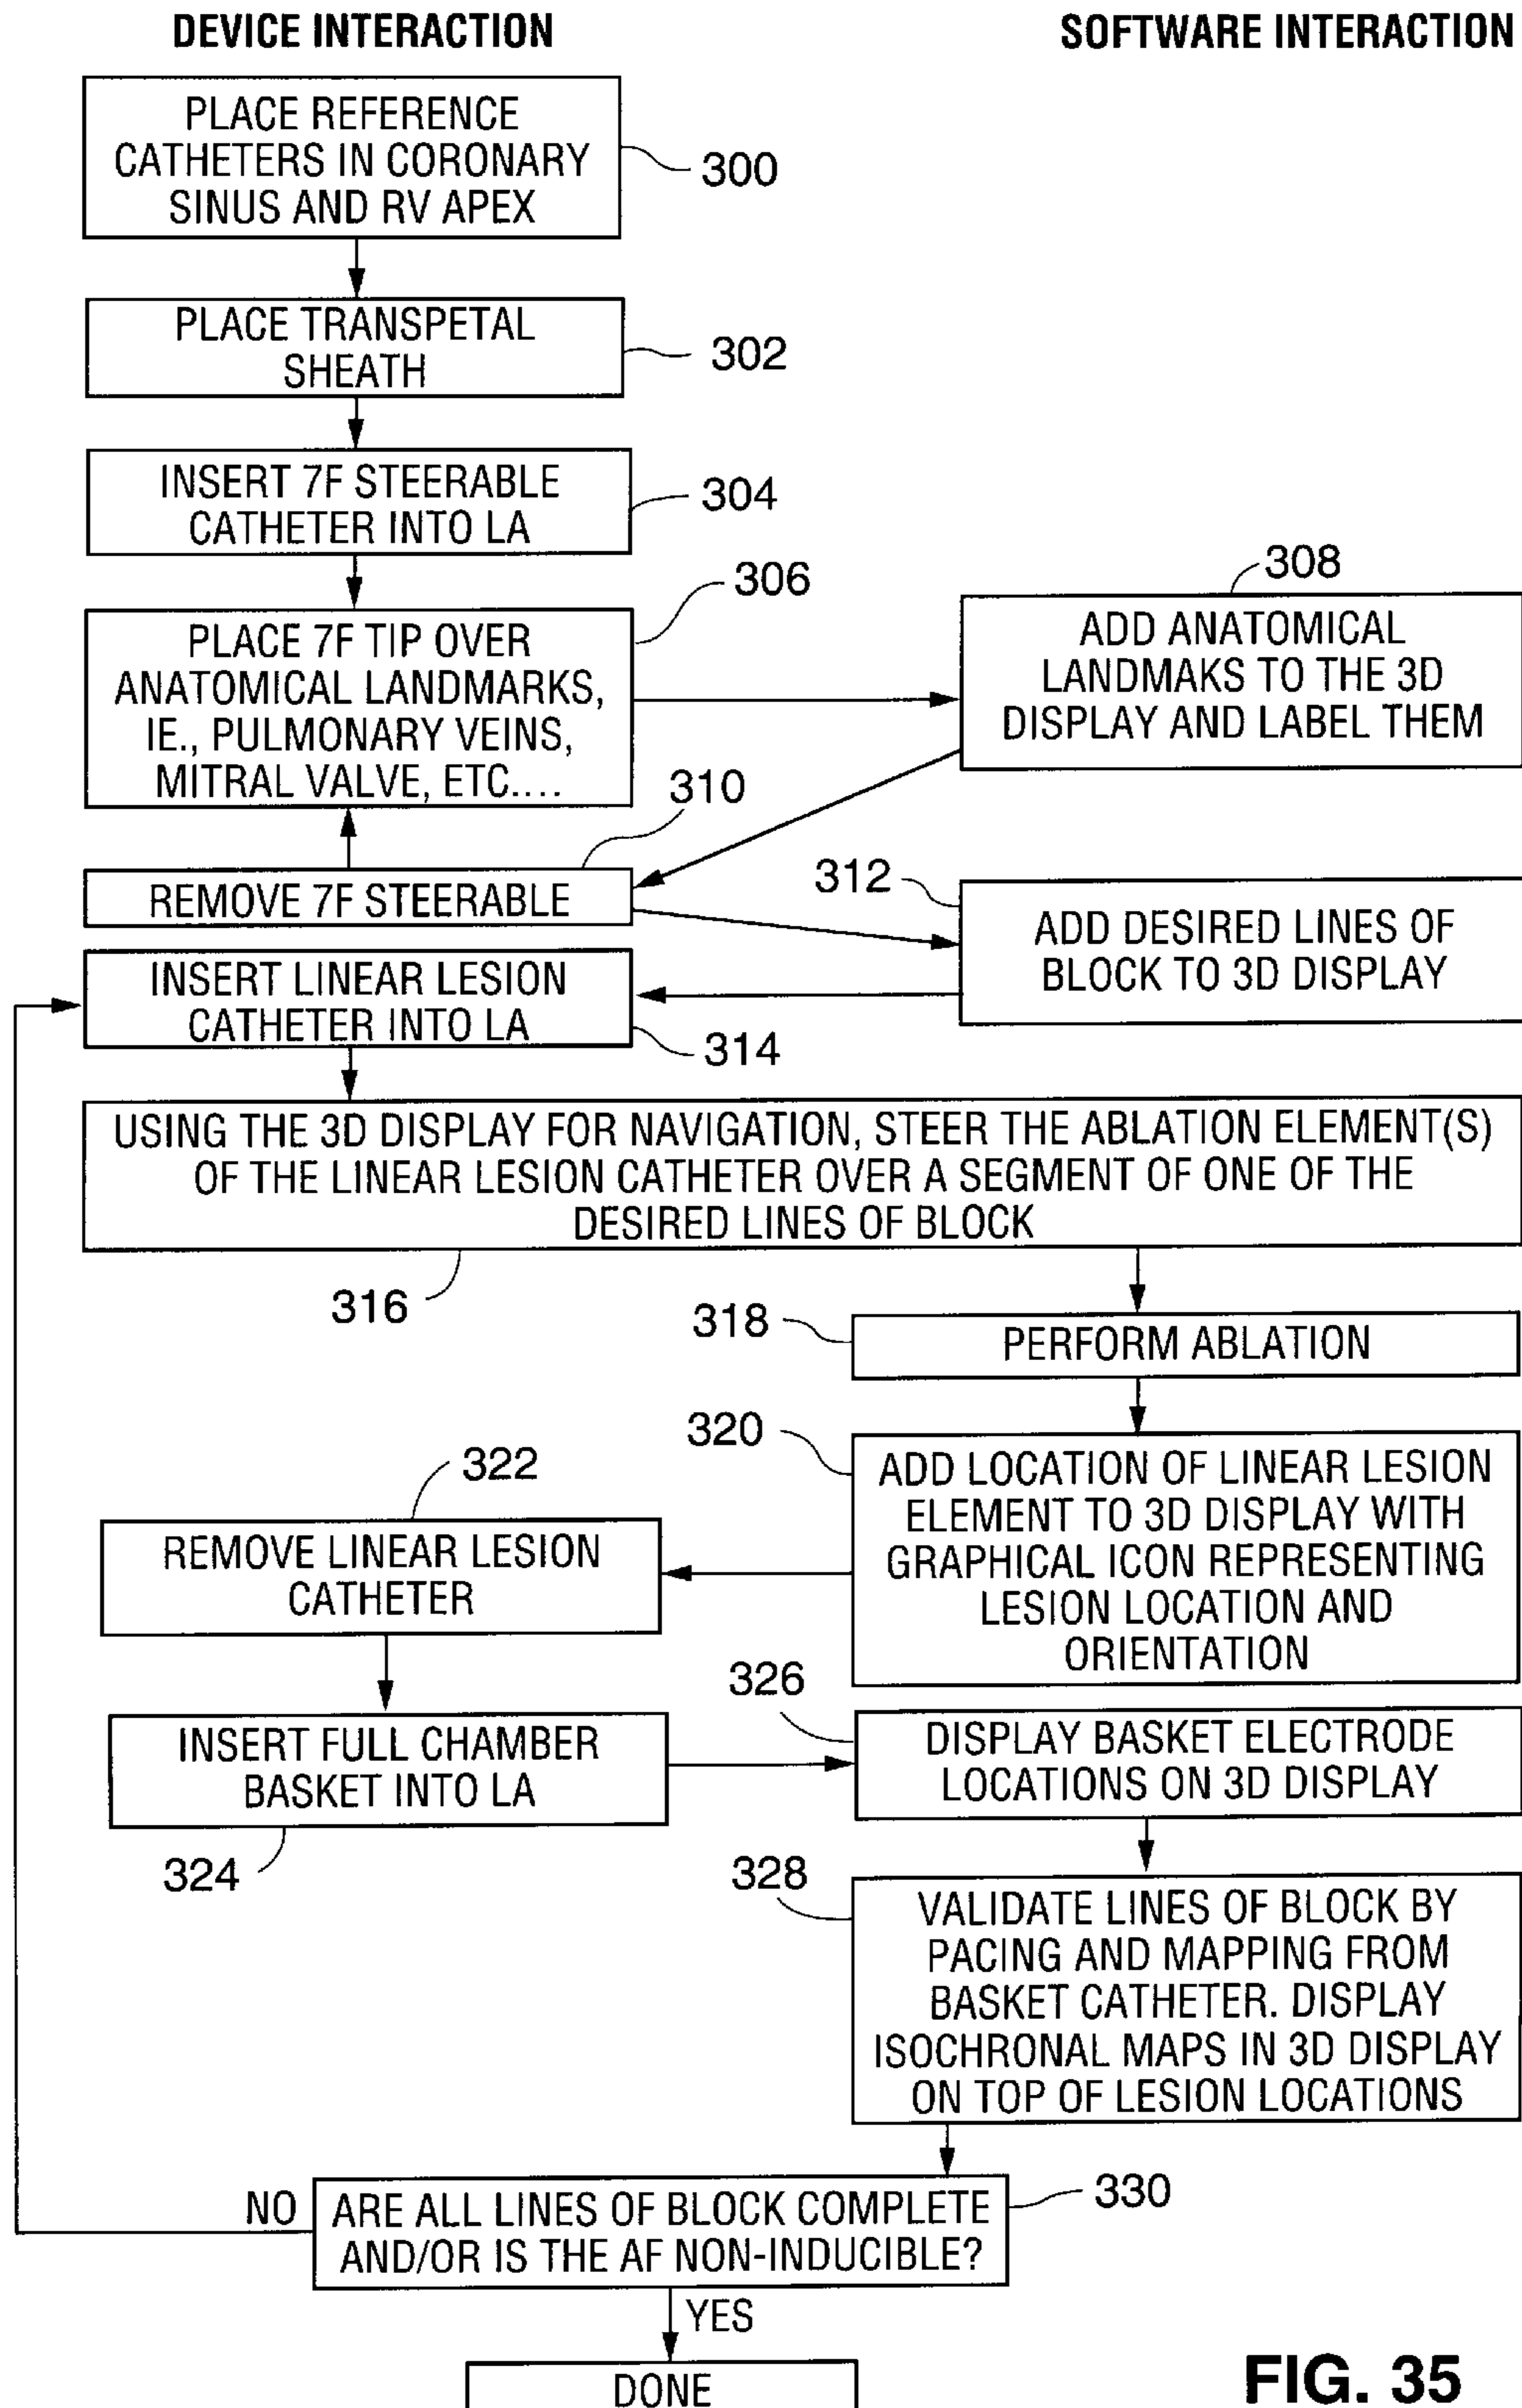 DEVICE INTERACTION
SOFTWARE INTERACTION
PLACE REFERENCE
CATHETERS IN CORONARY
SINUS AND RV APEX
300
PLACE TRANSPETAL
SHEATH
302
INSERT 7F STEERABLE
CATHETER INTO LA
304
306
PLACE 7F TIP OVER
ANATOMICAL LANDMARKS,
IE., PULMONARY VEINS,
MITRAL VALVE, ETC....
308
ADD ANATOMICAL
LANDMAKS TO THE 3D
DISPLAY AND LABEL THEM
310
REMOVE 7F STEERABLE
312
ADD DESIRED LINES OF
BLOCK TO 3D DISPLAY
INSERT LINEAR LESION
CATHETER INTO LA
314
USING THE 3D DISPLAY FOR NAVIGATION, STEER THE ABLATION ELEMENT(S)
OF THE LINEAR LESION CATHETER OVER A SEGMENT OF ONE OF THE
DESIRED LINES OF BLOCK
316
318
PERFORM ABLATION
320
ADD LOCATION OF LINEAR LESION
ELEMENT TO 3D DISPLAY WITH
GRAPHICAL ICON REPRESENTING
LESION LOCATION AND
ORIENTATION
322
REMOVE LINEAR LESION
CATHETER
INSERT FULL CHAMBER
BASKET INTO LA
324
326
DISPLAY BASKET ELECTRODE
LOCATIONS ON 3D DISPLAY
328
VALIDATE LINES OF BLOCK BY
PACING AND MAPPING FROM
BASKET CATHETER. DISPLAY
ISOCHRONAL MAPS IN 3D DISPLAY
ON TOP OF LESION LOCATIONS
NO
ARE ALL LINES OF BLOCK COMPLETE
AND/OR IS THE AF NON-INDUCIBLE?
330
YES
DONE
FIG. 35